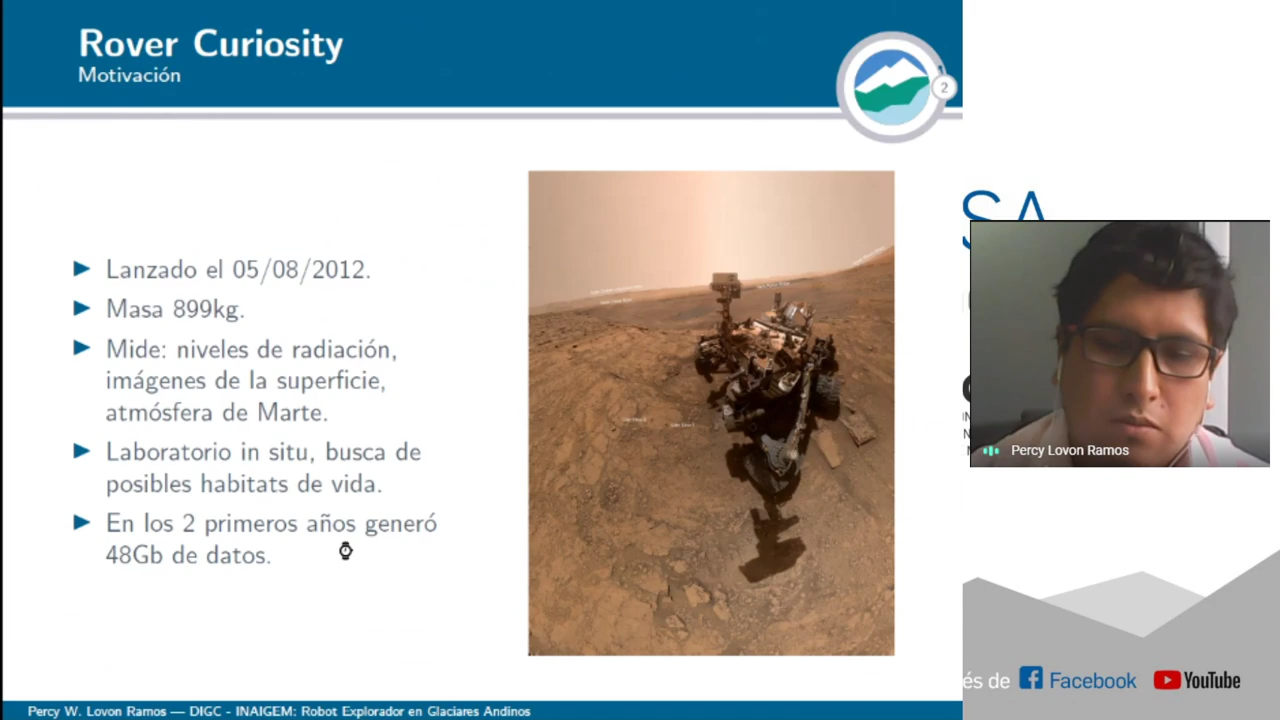 Rover Curiosity
Motivación
2
Lanzado el 05/08/2012.
Masa 899kg.
Mide: niveles de radiación,
imágenes de la superficie,
atmósfera de Marte.
Laboratorio in situ, busca de
posibles habitats de vida.
En los 2 primeros años generó
48Gb de datos.
Percy W. Lovon Ramos — DIGC - INAIGEM: Robot Explorador en Glaciares Andinos
SA
Percy Lovon Ramos
és de Facebook YouTube